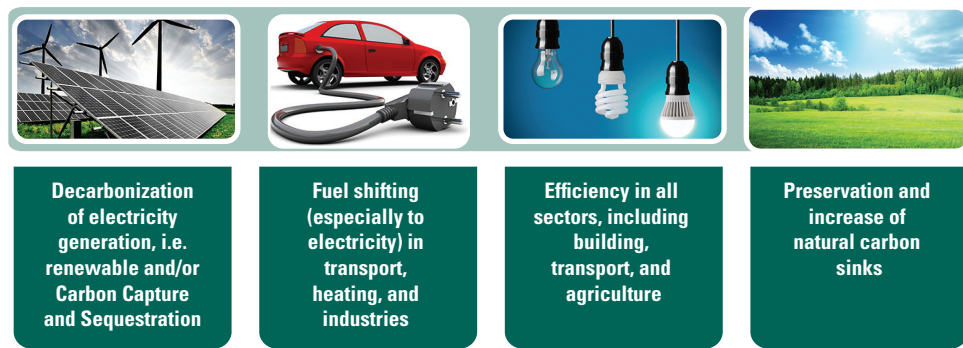 Decarbonization
of electricity
generation, i.e.
renewable and/or
Carbon Capture
and Sequestration
Fuel shifting
(especially to
electricity) in
transport,
heating, and
industries
Efficiency in all
sectors, including
building,
transport, and
agriculture
Preservation and
increase of
natural carbon
sinks